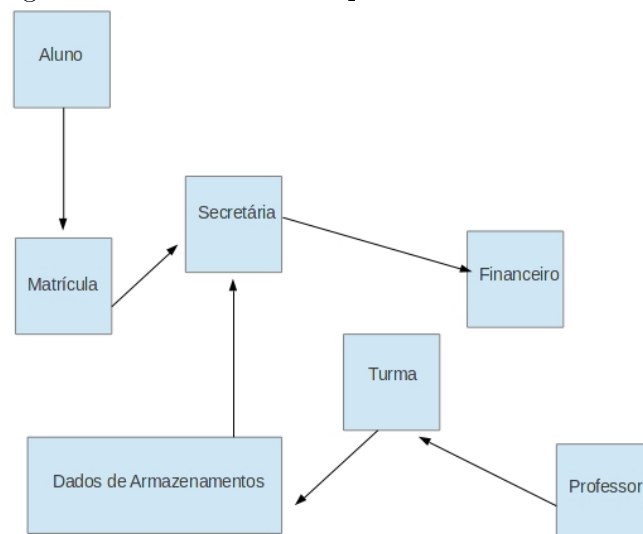 Aluno
Secretária
Matrícula
Financeiro
Turma
Dados de Armazenamentos
Professor